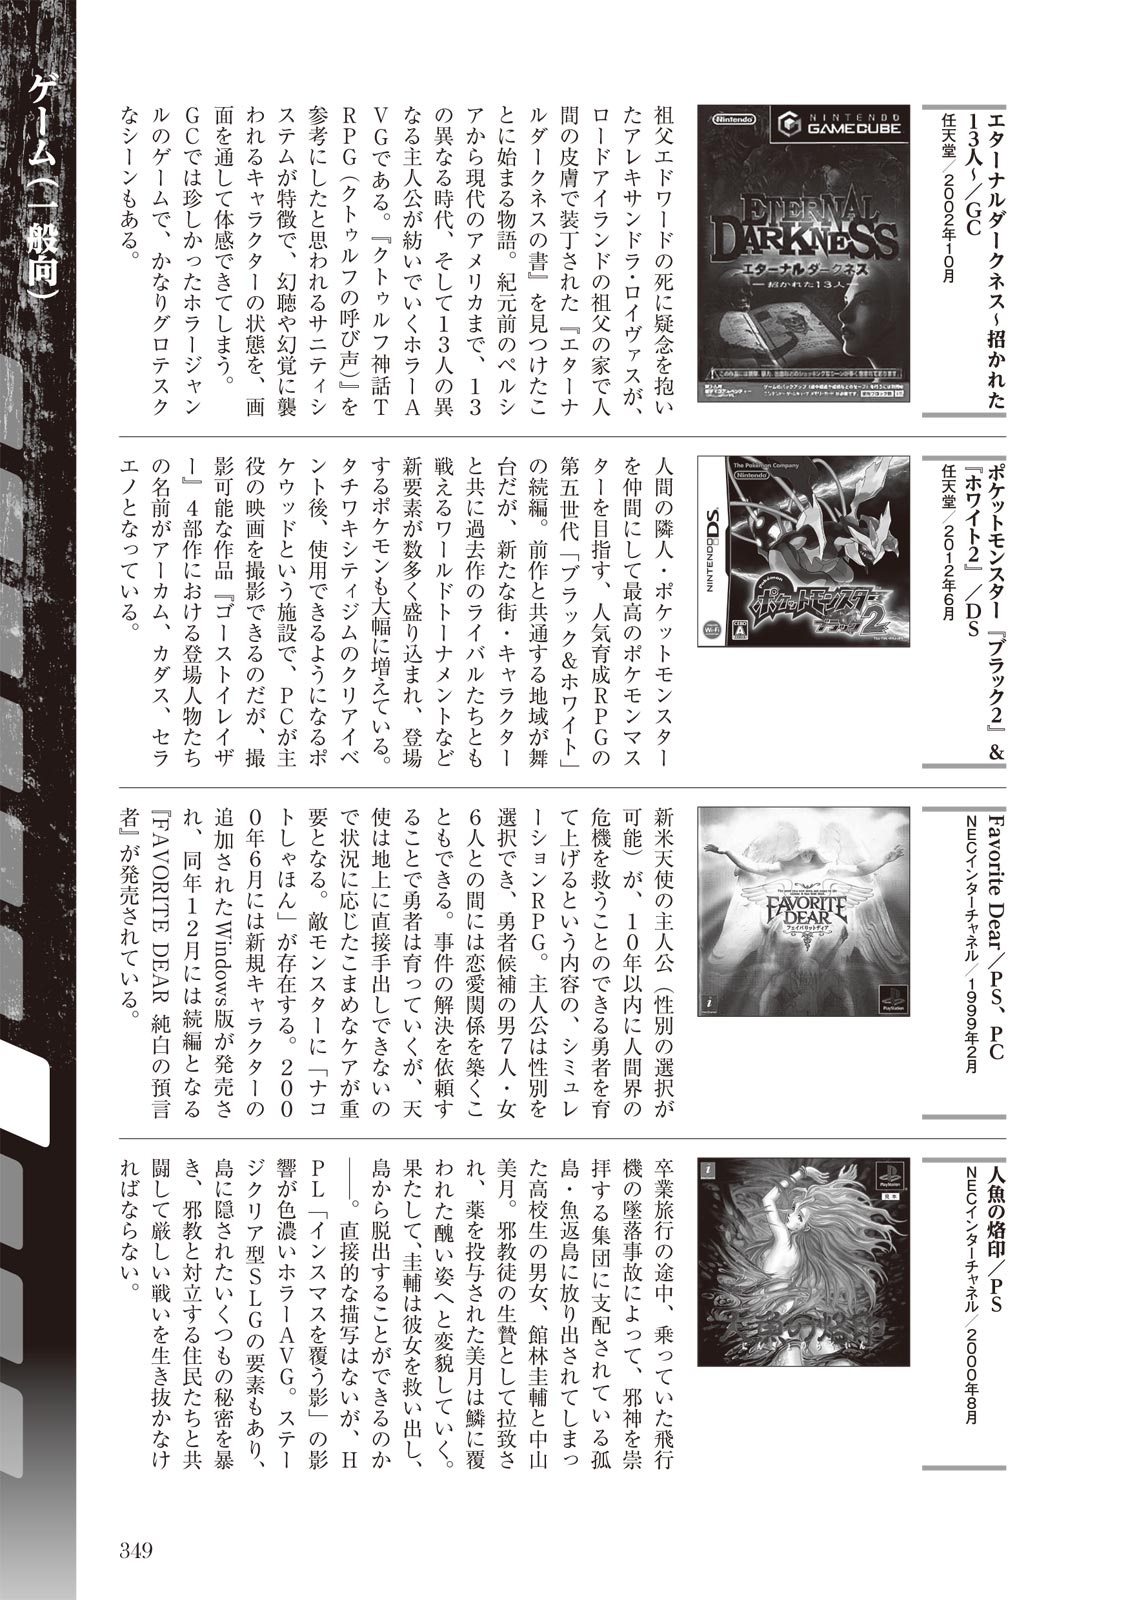 ゲーム(一般向)
エターナルダークネス〜招かれた
13人〜／GC
任天堂／2002年10月
Nintendo
NINTENDO
GAMECUBE
ETERNAL
DARKNESS
エターナルダークネス
―招かれた13人―
祖父エドワードの死に疑念を抱い
たアレキサンドラ・ロイヴァスが、
ロードアイランドの祖父の家で人
間の皮膚で装丁された『エターナ
ルダークネスの書』を見つけたこ
とに始まる物語。紀元前のペルシ
アから現代のアメリカまで、13
の異なる時代、そして13人の異
なる主人公が紡いでいくホラーA
VGである。『クトゥルフ神話T
RPG（クトゥルフの呼び声）』を
参考にしたと思われるサニティシ
ステムが特徴で、幻聴や幻覚に襲
われるキャラクターの状態を、画
面を通して体感できてしまう。
GCでは珍しかったホラージャン
ルのゲームで、かなりグロテスク
なシーンもある。
ポケットモンスター『ブラック2』＆
『ホワイト2』／DS
任天堂／2012年6月
The Pokémon Company
Nintendo
NINTENDO DS
Pokémon
ポケットモンスター
ブラック2
Wi-Fi
CERO
A
人間の隣人・ポケットモンスター
を仲間にして最高のポケモンマス
ターを目指す、人気育成RPGの
第五世代「ブラック＆ホワイト」
の続編。前作と共通する地域が舞
台だが、新たな街・キャラクター
と共に過去作のライバルたちとも
戦えるワールドトーナメントなど
新要素が数多く盛り込まれ、登場
するポケモンも大幅に増えている。
タチワキシティジムのクリアイベ
ント後、使用できるようになるポ
ケウッドという施設で、PCが主
役の映画を撮影できるのだが、撮
影可能な作品『ゴーストイレイザ
ー』4部作における登場人物たち
の名前がアーカム、カダス、セラ
エノとなっている。
Favorite Dear／PS、PC
NECインターチャネル／1999年2月
FAVORITE
DEAR
フェイバリットディア
PlayStation
新米天使の主人公（性別の選択が
可能）が、10年以内に人間界の
危機を救うことのできる勇者を育
て上げるという内容の、シミュレ
ーションRPG。主人公は性別を
選択でき、勇者候補の男7人・女
6人との間には恋愛関係を築くこ
ともできる。事件の解決を依頼す
ることで勇者は育っていくが、天
使は地上に直接手出しできないの
で状況に応じたこまめなケアが重
要となる。敵モンスターに「ナコ
トしゃほん」が存在する。200
0年6月には新規キャラクターの
追加されたWindows版が発売さ
れ、同年12月には続編となる
『FAVORITE DEAR 純白の預言
者』が発売されている。
人魚の烙印／PS
NECインターチャネル／2000年8月
PlayStation
見本
人魚の烙印
卒業旅行の途中、乗っていた飛行
機の墜落事故によって、邪神を崇
拝する集団に支配されている孤
島・魚返島に放り出されてしまっ
た高校生の男女、館林圭輔と中山
美月。邪教徒の生贄として拉致さ
れ、薬を投与された美月は鱗に覆
われた醜い姿へと変貌していく。
果たして、圭輔は彼女を救い出し、
島から脱出することができるのか
――。直接的な描写はないが、H
PL「インスマスを覆う影」の影
響が色濃いホラーAVG。ステー
ジクリア型SLGの要素もあり、
島に隠されたいくつもの秘密を暴
き、邪教と対立する住民たちと共
闘して厳しい戦いを生き抜かなけ
ればならない。
349